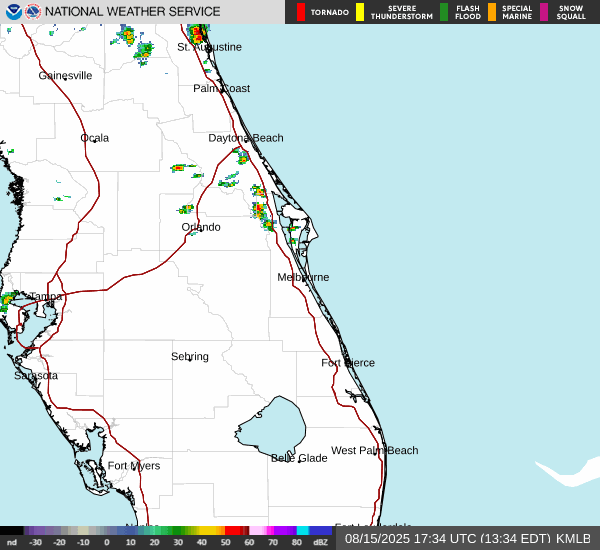 NATIONAL WEATHER SERVICE
TORNADO
SEVERE THUNDERSTORM
FLASH FLOOD
SPECIAL MARINE
SNOW SQUALL
St. Augustine
Gainesville
Palm Coast
Ocala
Daytona Beach
Orlando
Melbourne
Tampa
Sebring
Fort Pierce
Sarasota
West Palm Beach
Belle Glade
Fort Myers
nd -30 -20 -10 0 10 20 30 40 50 60 70 80 dBZ
08/15/2025 17:34 UTC (13:34 EDT) KMLB